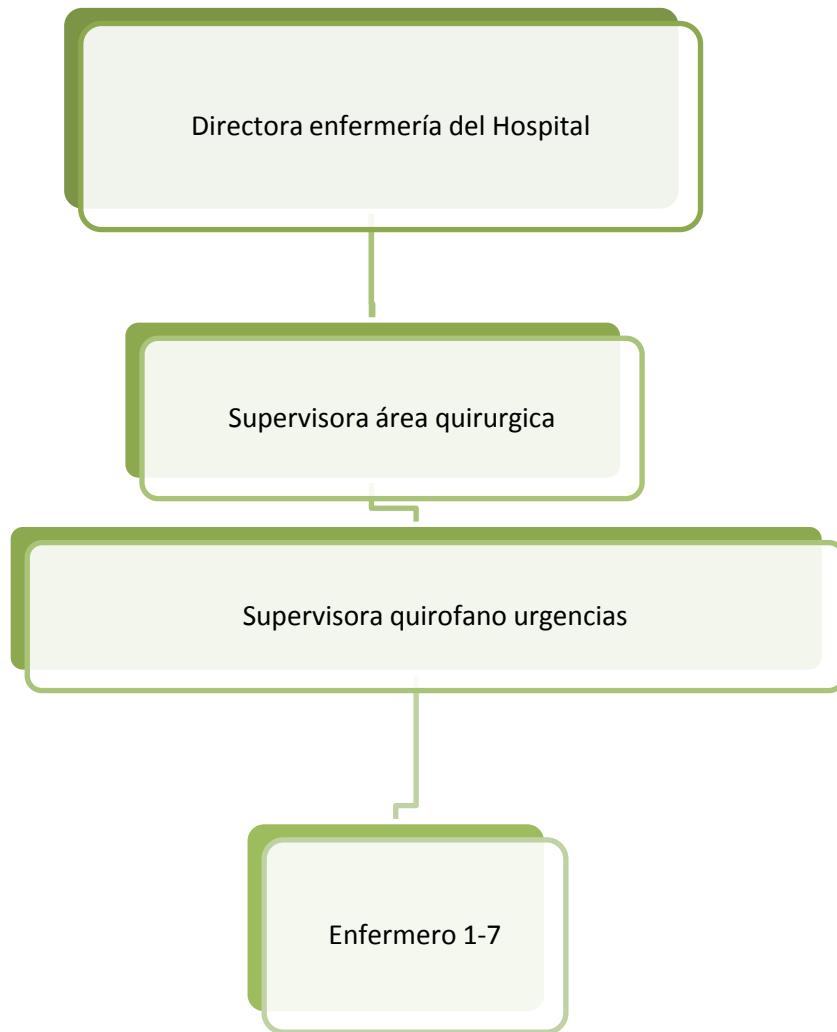 Directora enfermería del Hospital
Supervisora área quirurgica
Supervisora quirofano urgencias
Enfermero 1-7